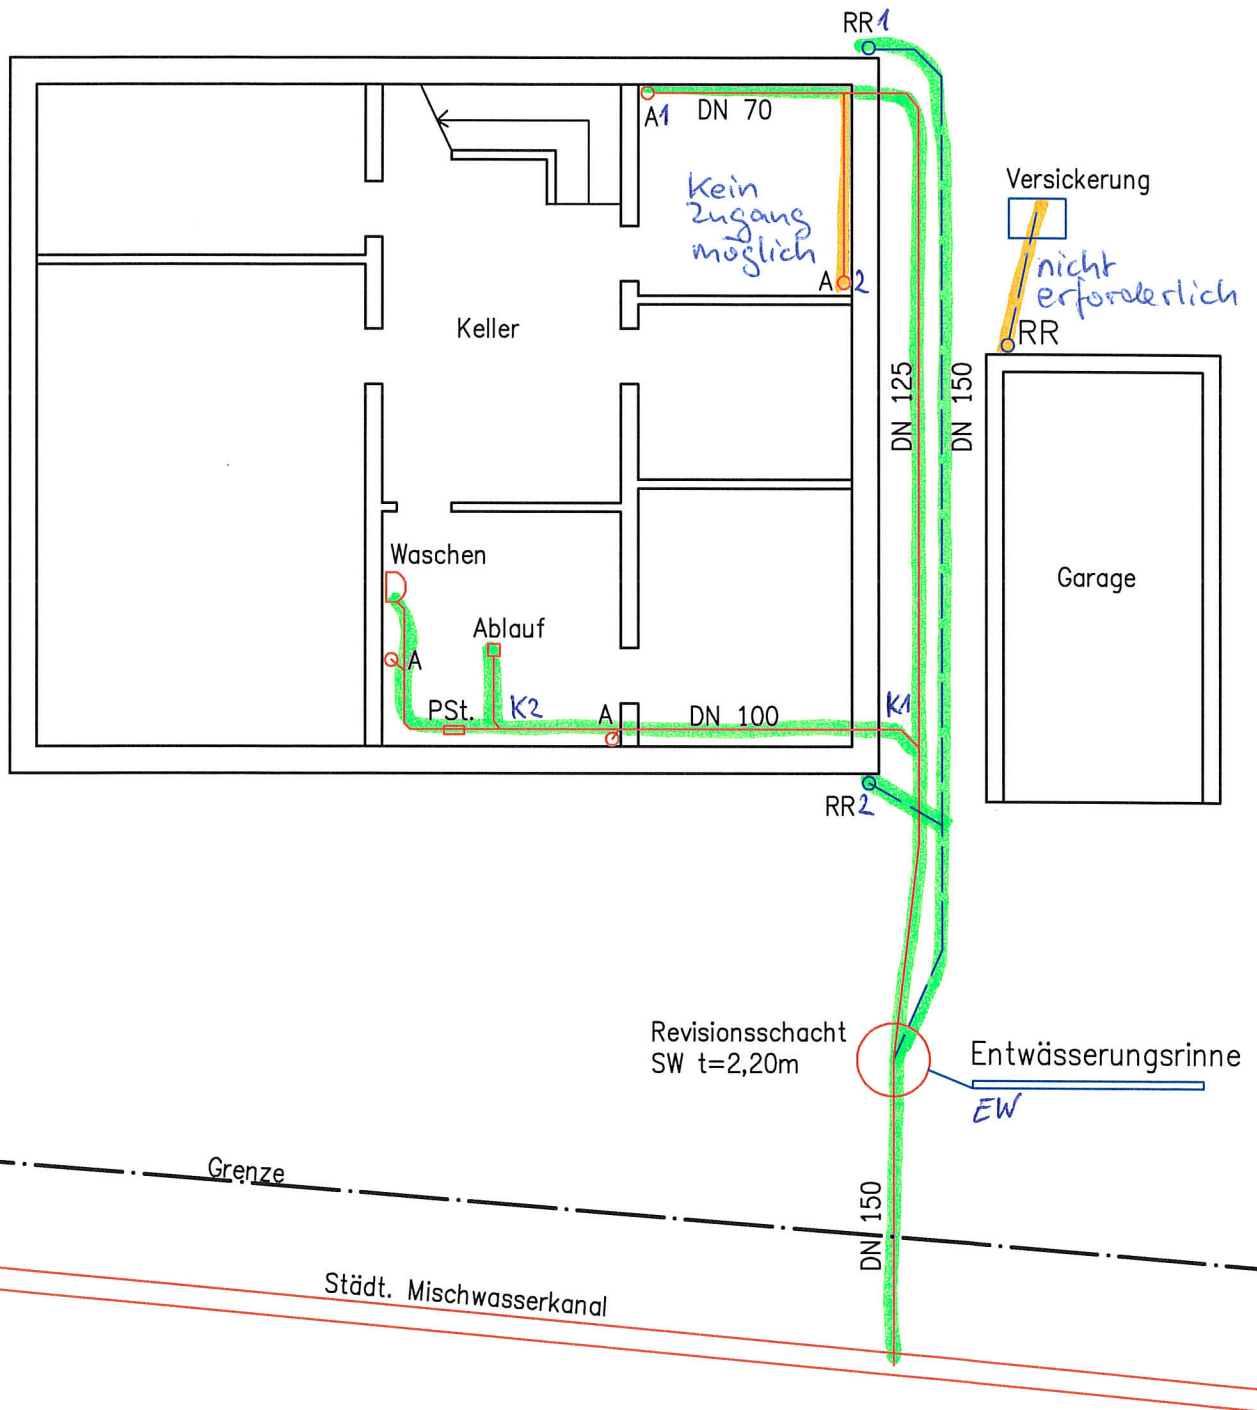 RR1
A1
DN 70
Kein
Zugang
möglich
A 2
Versickerung
nicht
erforderlich
RR
Keller
DN 125
DN 150
Garage
Waschen
Ablauf
A
PSt.
K2
A
DN 100
K1
RR2
Revisionsschacht
SW t=2,20m
Entwässerungsrinne
EW
Grenze
DN 150
Städt. Mischwasserkanal